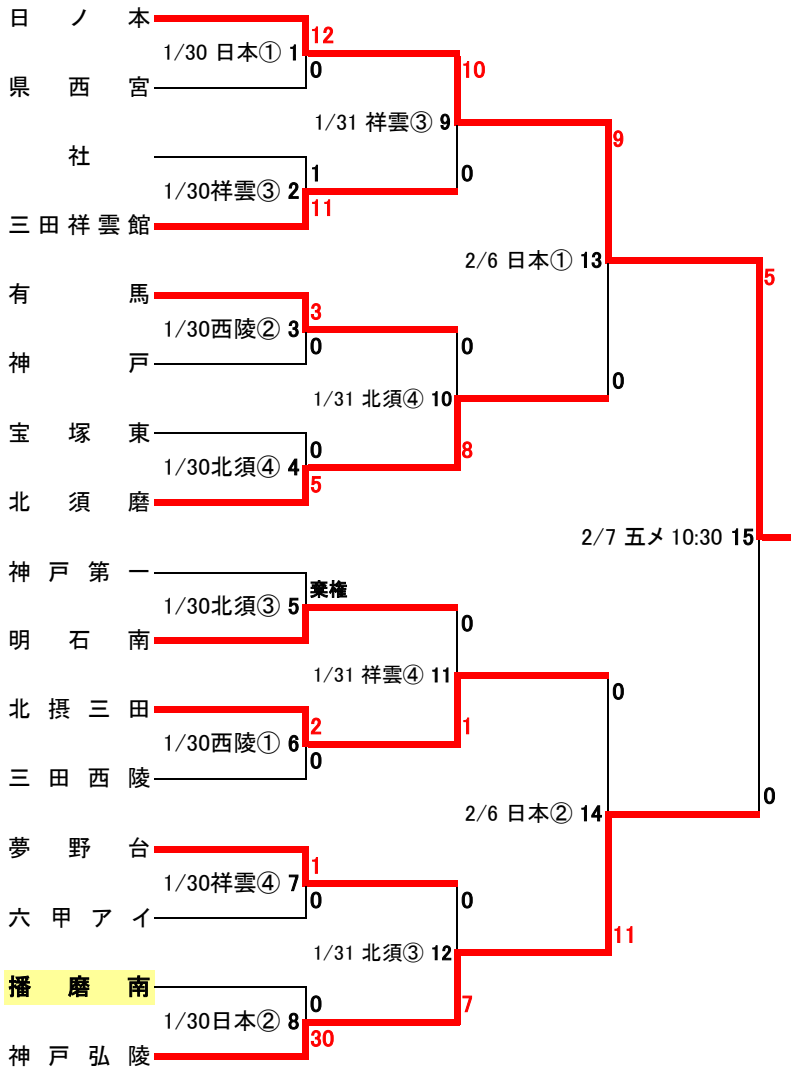 日ノ本
12
1/30 日本① 1
10
0
県西宮
1/31 祥雲③ 9
9
社
1
0
1/30祥雲③ 2
11
三田祥雲館
2/6 日本① 13
5
有馬
3
1/30西陵② 3
0
0
神戸
0
1/31 北須④ 10
宝塚東
0
8
1/30北須④ 4
5
北須磨
2/7 五メ 10:30 15
神戸第一
棄権
1/30北須③ 5
0
明石南
1/31 祥雲④ 11
0
北摂三田
2
1
1/30西陵① 6
0
三田西陵
0
2/6 日本② 14
夢野台
1
1/30祥雲④ 7
0
0
六甲アイ
11
1/31 北須③ 12
播磨南
0
7
1/30日本② 8
30
神戸弘陵